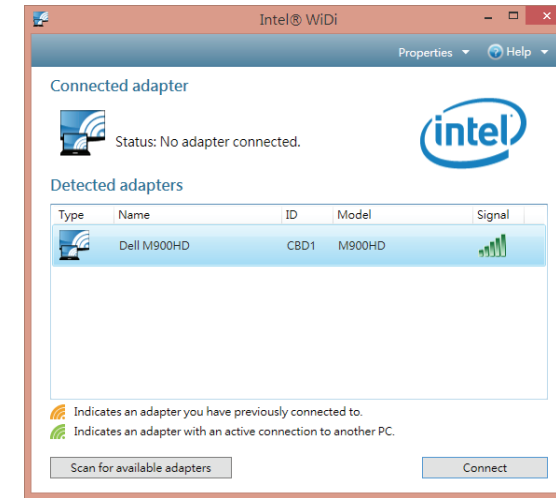 Intel® WiDi
Properties Help
Connected adapter
Status: No adapter connected.
intel
Detected adapters
Type Name ID Model Signal
Dell M900HD CBD1 M900HD
Indicates an adapter you have previously connected to.
Indicates an adapter with an active connection to another PC.
Scan for available adapters Connect